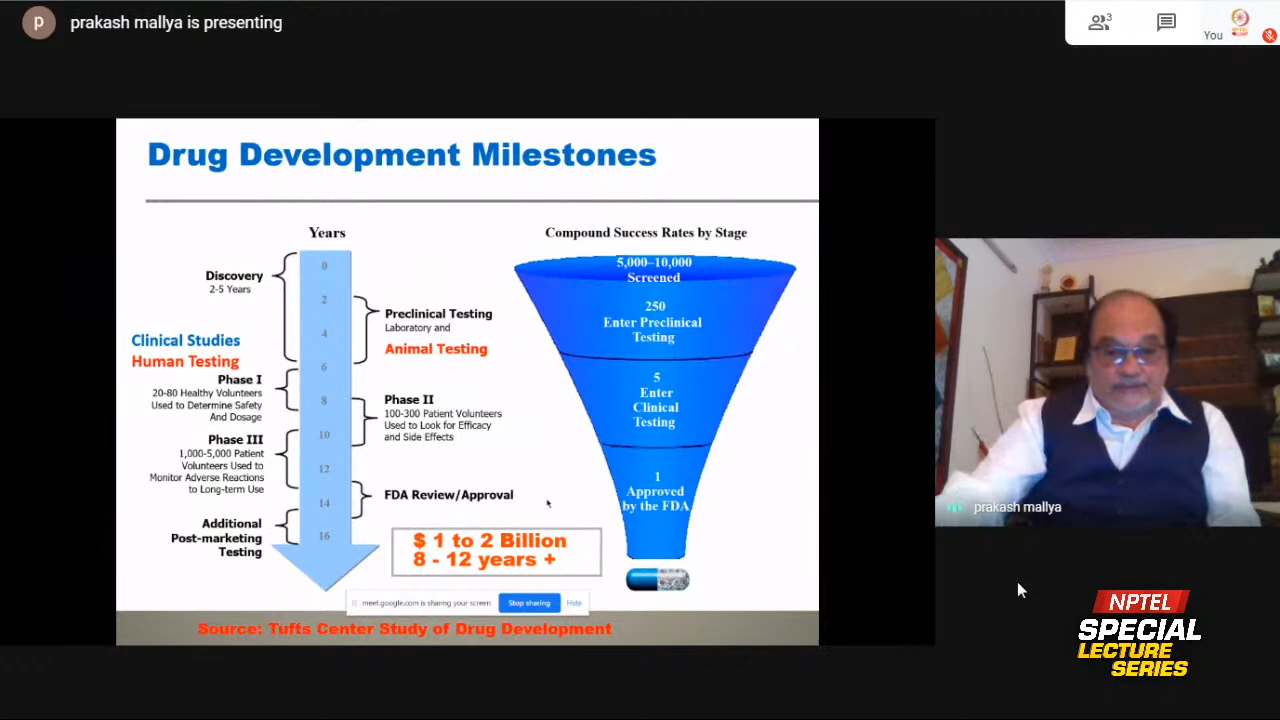 p
prakash mallya is presenting
3
You
Drug Development Milestones
Years
Compound Success Rates by Stage
0
2
4
6
8
10
12
14
16
Discovery
2-5 Years
Preclinical Testing
Laboratory and
Animal Testing
Clinical Studies
Human Testing
Phase I
20-80 Healthy Volunteers
Used to Determine Safety
And Dosage
Phase II
100-300 Patient Volunteers
Used to Look for Efficacy
and Side Effects
Phase III
1,000-5,000 Patient
Volunteers Used to
Monitor Adverse Reactions
to Long-term Use
FDA Review/Approval
Additional
Post-marketing
Testing
5,000–10,000
Screened
250
Enter Preclinical
Testing
5
Enter
Clinical
Testing
1
Approved
by the FDA
$ 1 to 2 Billion
8 - 12 years +
meet.google.com is sharing your screen.
Stop sharing
Hide
Source: Tuffs Center Study of Drug Development
prakash mallya
NPTEL
SPECIAL
LECTURE
SERIES